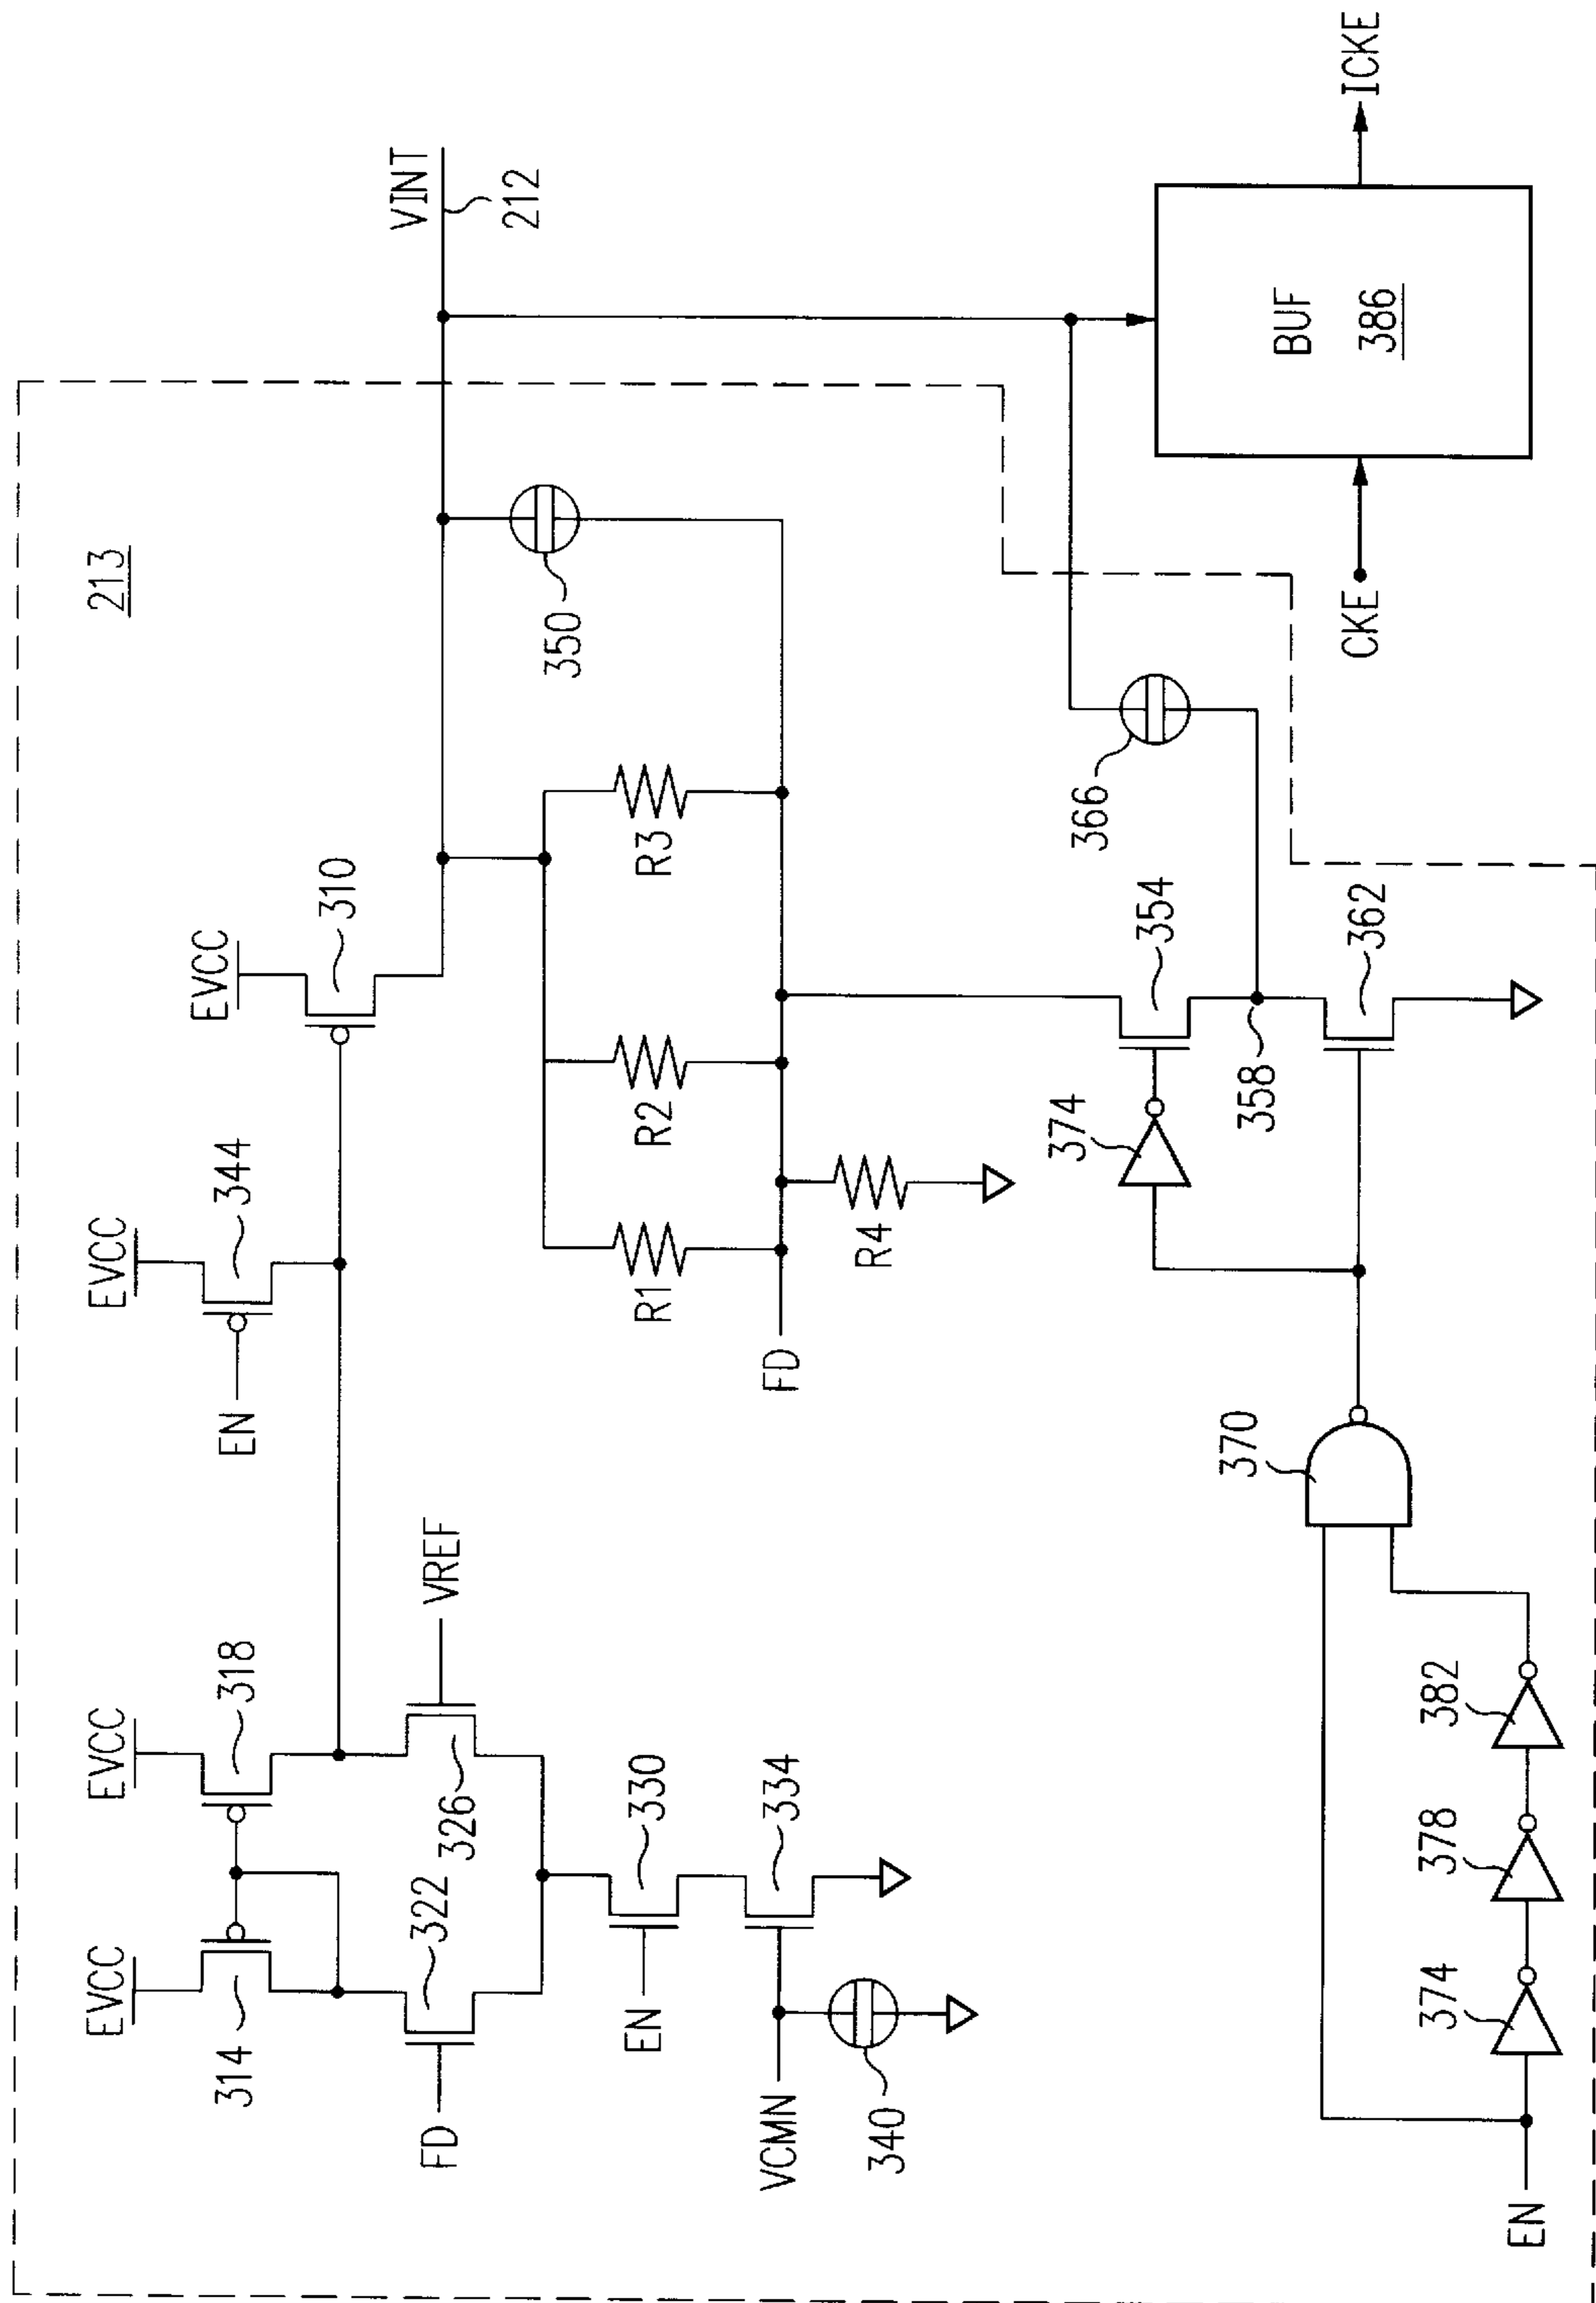 213
EVCC
EVCC
EVCC
EVCC
314
318
344
310
VINT
212
EN
FD
322
326
VREF
350
R1
R2
R3
FD
R4
EN
330
VCMN
334
340
374
354
366
358
362
370
EN
374
378
382
CKE
BUF
386
ICKE